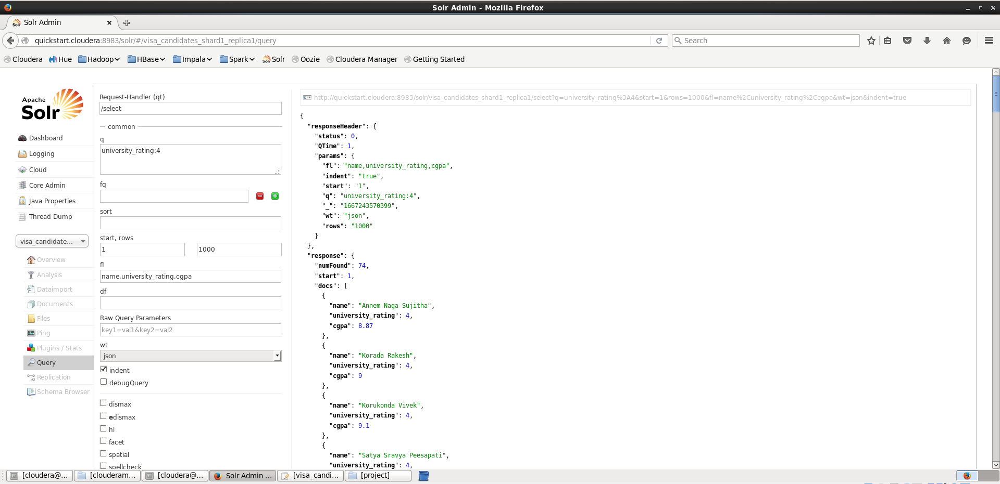 Solr Admin - Mozilla Firefox
Solr Admin
quickstart.cloudera:8983/solr/#/visa_candidates_shard1_replica1/query
Search
Cloudera Hue Hadoop HBase Impala Spark Solr Oozie Cloudera Manager Getting Started
Apache
Solr
Dashboard
Logging
Cloud
Core Admin
Java Properties
Thread Dump
visa_candidate...
Overview
Analysis
Dataimport
Documents
Files
Ping
Plugins / Stats
Query
Replication
Schema Browser
Request-Handler (qt)
/select
common
q
university_rating:4
fq
sort
start, rows
1 1000
fl
name,university_rating,cgpa
df
Raw Query Parameters
key1=val1&key2=val2
wt
json
indent
debugQuery
dismax
edismax
hl
facet
spatial
spellcheck
http://quickstart.cloudera:8983/solr/visa_candidates_shard1_replica1/select?q=university_rating%3A4&start=1&rows=1000&fl=name%2Cuniversity_rating%2Ccgpa&wt=json&indent=true
{
"responseHeader": {
"status": 0,
"QTime": 1,
"params": {
"fl": "name,university_rating,cgpa",
"indent": "true",
"start": "1",
"q": "university_rating:4",
"_": "1667243570399",
"wt": "json",
"rows": "1000"
}
},
"response": {
"numFound": 74,
"start": 1,
"docs": [
{
"name": "Annem Naga Sujitha",
"university_rating": 4,
"cgpa": 8.87
},
{
"name": "Korada Rakesh",
"university_rating": 4,
"cgpa": 9
},
{
"name": "Korukonda Vivek",
"university_rating": 4,
"cgpa": 9.1
},
{
"name": "Satya Sravya Peesapati",
"university_rating": 4,
[cloudera@... [clouderam... [cloudera@... Solr Admin ... [visa_candi... [project]